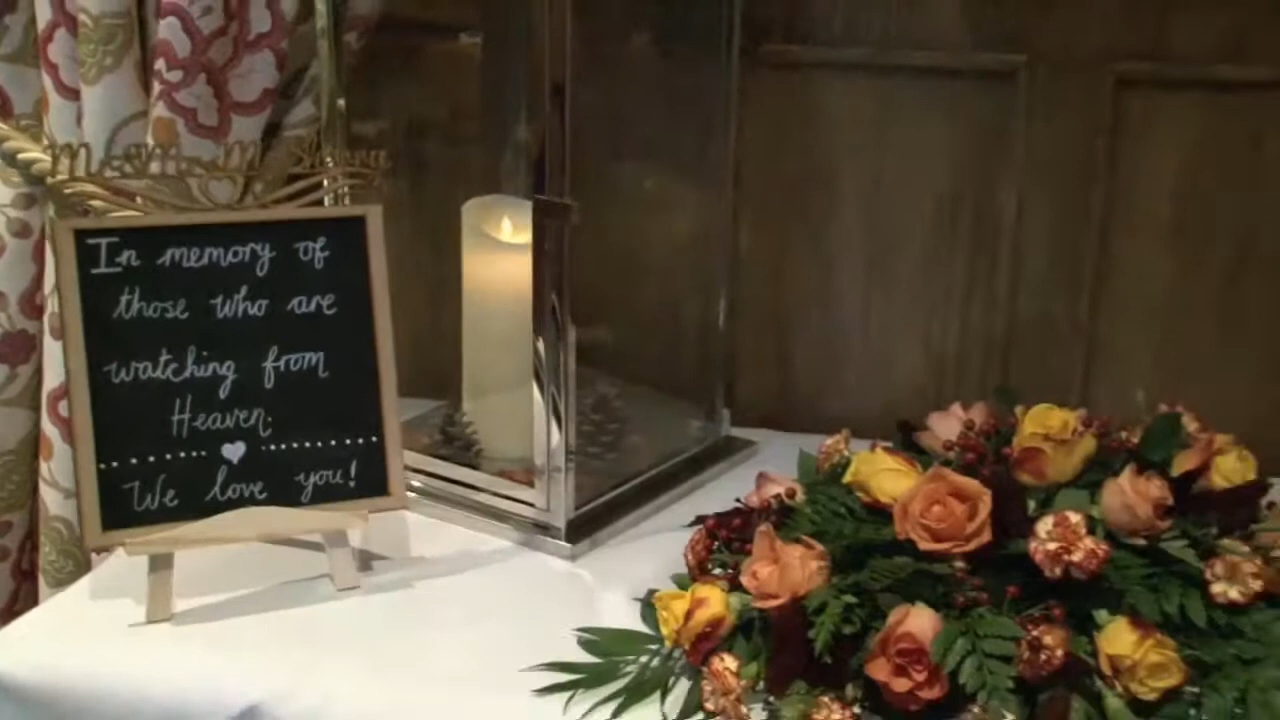 In memory of
those who are
watching from
Heaven.
We love you!